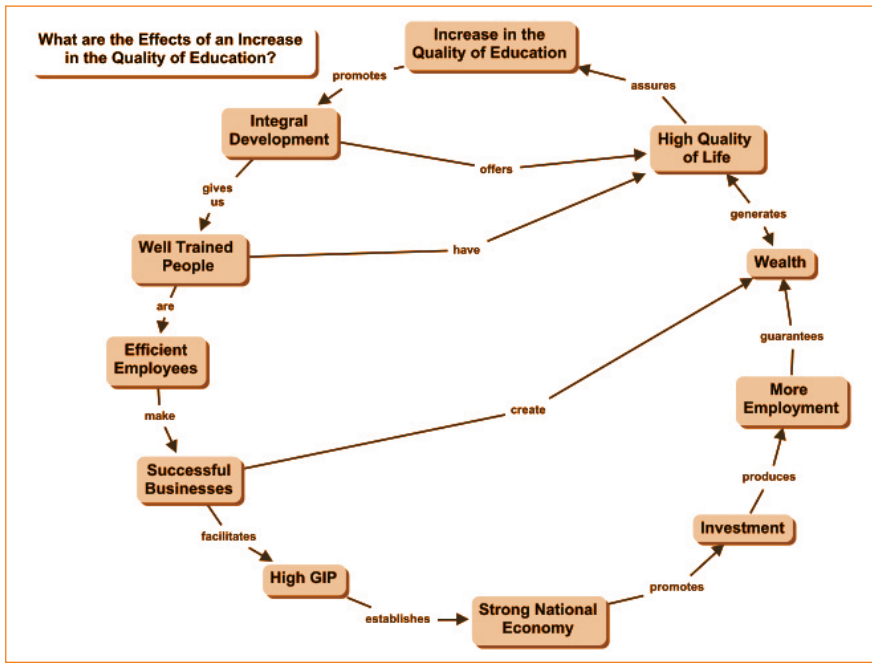 What are the Effects of an Increase
in the Quality of Education?
Increase in the
Quality of Education
promotes
assures
Integral
Development
High Quality
of Life
offers
gives
us
generates
Well Trained
People
have
Wealth
are
guarantees
Efficient
Employees
More
Employment
make
create
Successful
Businesses
produces
Investment
facilitates
High GIP
promotes
establishes
Strong National
Economy